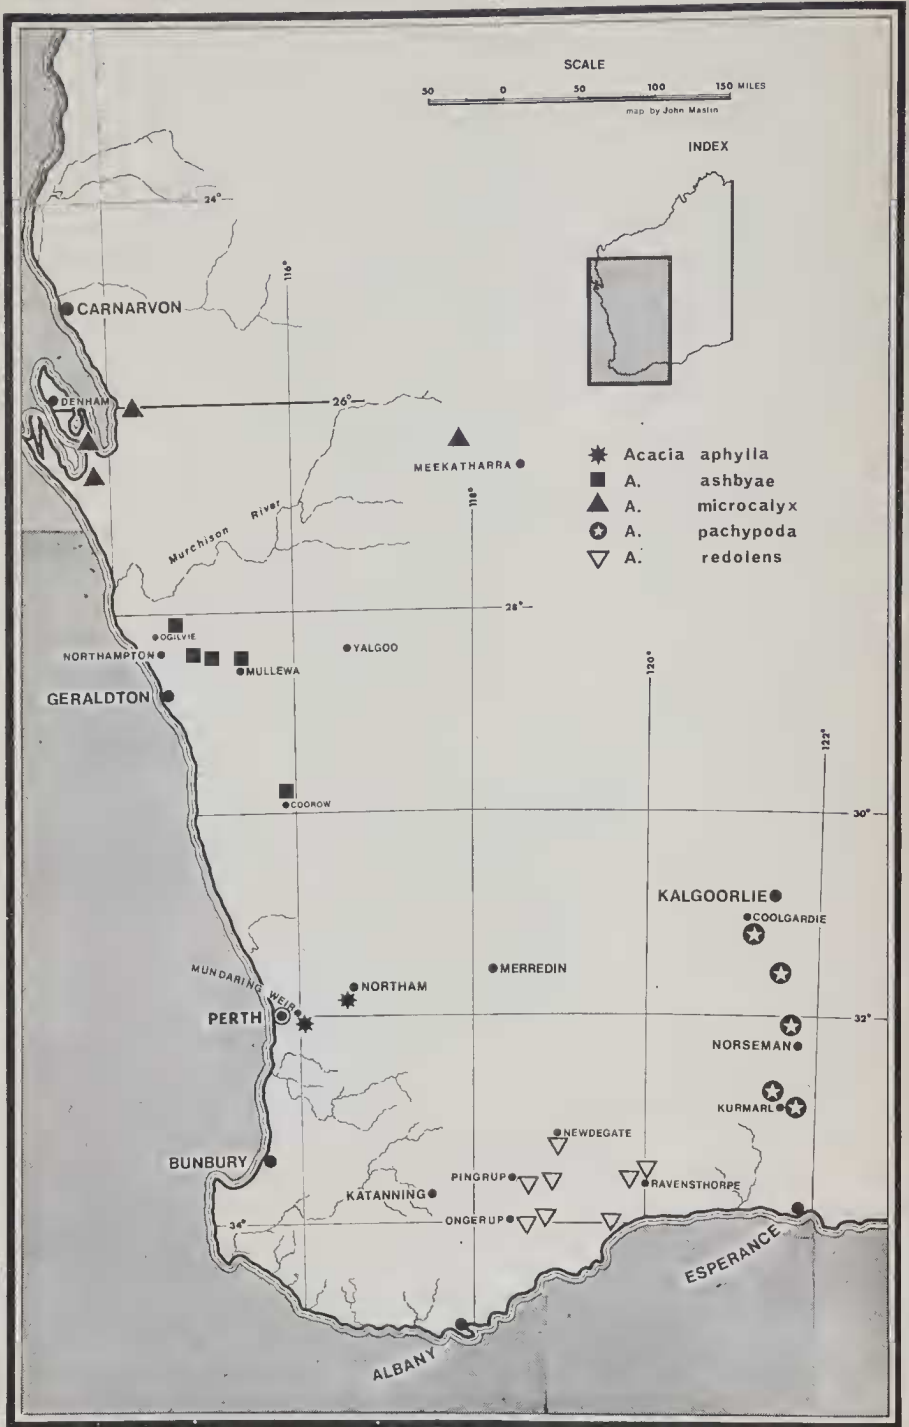 SCALE
50 0 50 100 150 MILES
map by John Maslin
INDEX
24°
116°
CARNARVON
DENHAM
26°
MEEKATHARRA
118°
Acacia aphylla
A. ashbyae
A. microcalyx
A. pachypoda
A. redolens
Murchison River
28°
OGILVIE
NORTHAMPTON
YALGOO
MULLEWA
120°
GERALDTON
122°
COOROW
30°
KALGOORLIE
COOLGARDIE
MUNDARING WEIR
MERREDIN
NORTHAM
PERTH
32°
NORSEMAN
KURMARL
NEWDEGATE
BUNBURY
PINGRUP
RAVENSTHORPE
KATANNING
34°
ONGERUP
ESPERANCE
ALBANY